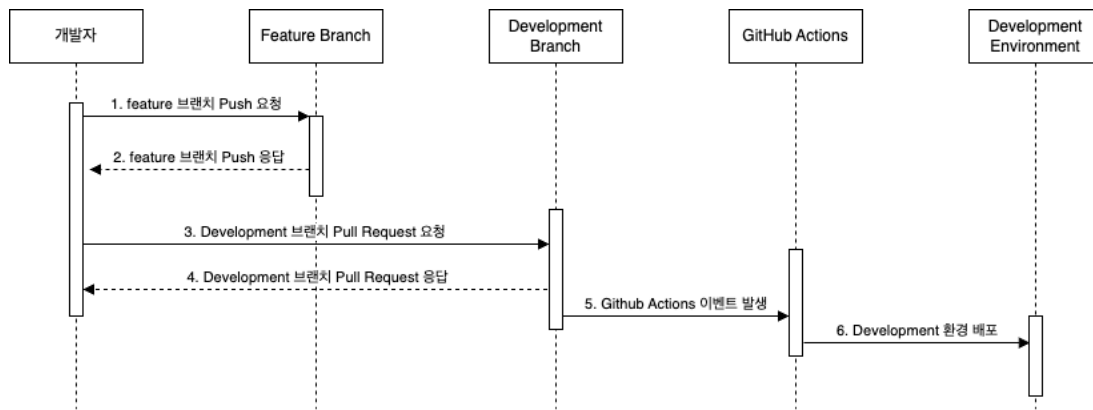 개발자
Feature Branch
Development
Branch
GitHub Actions
Development
Environment
1. feature 브랜치 Push 요청
2. feature 브랜치 Push 응답
3. Development 브랜치 Pull Request 요청
4. Development 브랜치 Pull Request 응답
5. Github Actions 이벤트 발생
6. Development 환경 배포